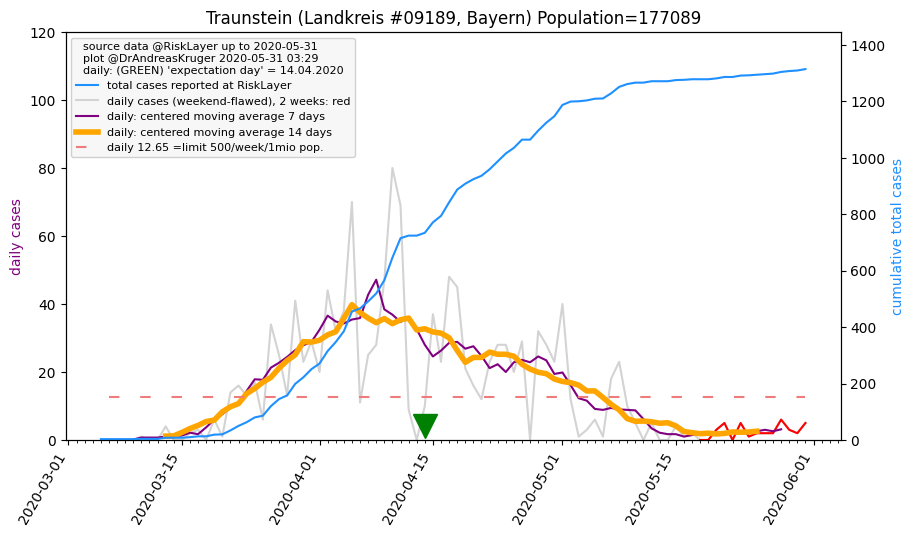 Traunstein (Landkreis #09189, Bayern) Population=177089
source data @RiskLayer up to 2020-05-31
plot @DrAndreasKruger 2020-05-31 03:29
daily: (GREEN) 'expectation day' = 14.04.2020
total cases reported at RiskLayer
daily cases (weekend-flawed), 2 weeks: red
daily: centered moving average 7 days
daily: centered moving average 14 days
daily 12.65 =limit 500/week/1mio pop.
daily cases
120
100
80
60
40
20
0
1400
1200
1000
800
600
400
200
0
cumulative total cases
2020-03-01
2020-03-15
2020-04-01
2020-04-15
2020-05-01
2020-05-15
2020-06-01